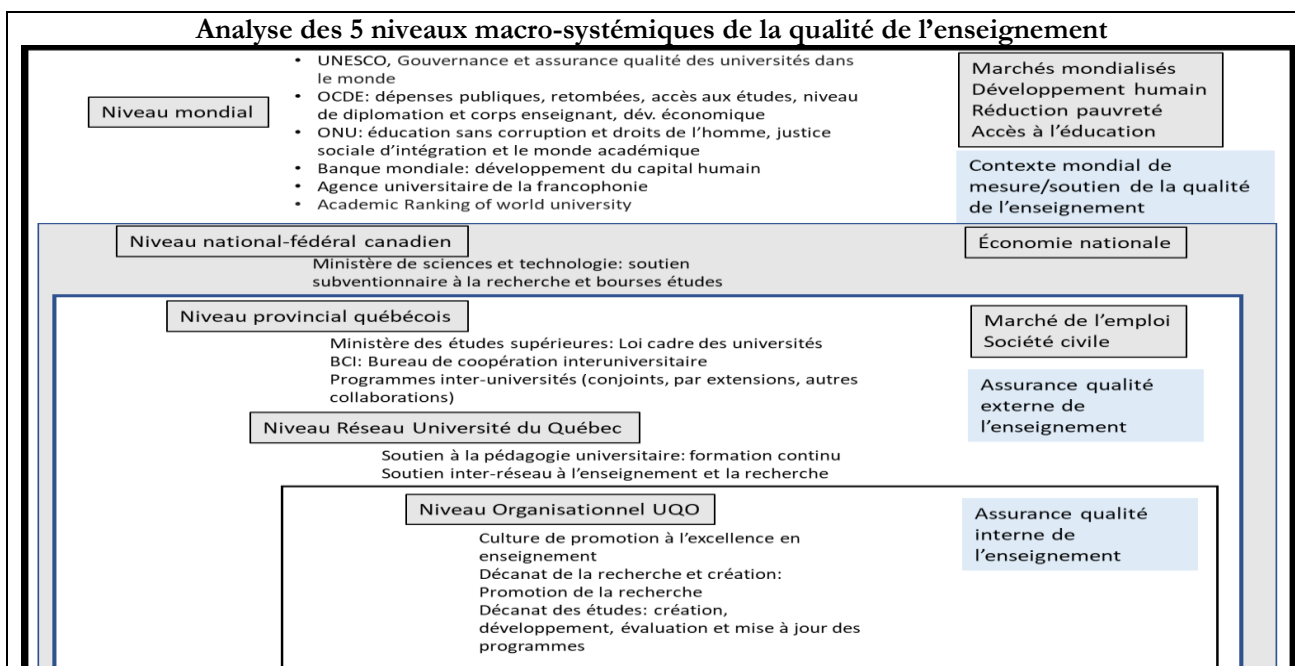 Analyse des 5 niveaux macro-systémiques de la qualité de l’enseignement
Niveau mondial
• UNESCO, Gouvernance et assurance qualité des universités dans
le monde
• OCDE: dépenses publiques, retombées, accès aux études, niveau
de diplomation et corps enseignant, dév. économique
• ONU: éducation sans corruption et droits de l’homme, justice
sociale d’intégration et le monde académique
• Banque mondiale: développement du capital humain
• Agence universitaire de la francophonie
• Academic Ranking of world university
Marchés mondialisés
Développement humain
Réduction pauvreté
Accès à l’éducation
Contexte mondial de
mesure/soutien de la qualité
de l’enseignement
Niveau national-fédéral canadien
Ministère de sciences et technologie: soutien
subventionnaire à la recherche et bourses études
Économie nationale
Niveau provincial québécois
Ministère des études supérieures: Loi cadre des universités
BCI: Bureau de coopération interuniversitaire
Programmes inter-universités (conjoints, par extensions, autres
collaborations)
Marché de l’emploi
Société civile
Assurance qualité
externe de
l’enseignement
Niveau Réseau Université du Québec
Soutien à la pédagogie universitaire: formation continu
Soutien inter-réseau à l’enseignement et la recherche
Niveau Organisationnel UQO
Culture de promotion à l’excellence en
enseignement
Décanat de la recherche et création:
Promotion de la recherche
Décanat des études: création,
développement, évaluation et mise à jour des
programmes
Assurance qualité
interne de
l’enseignement